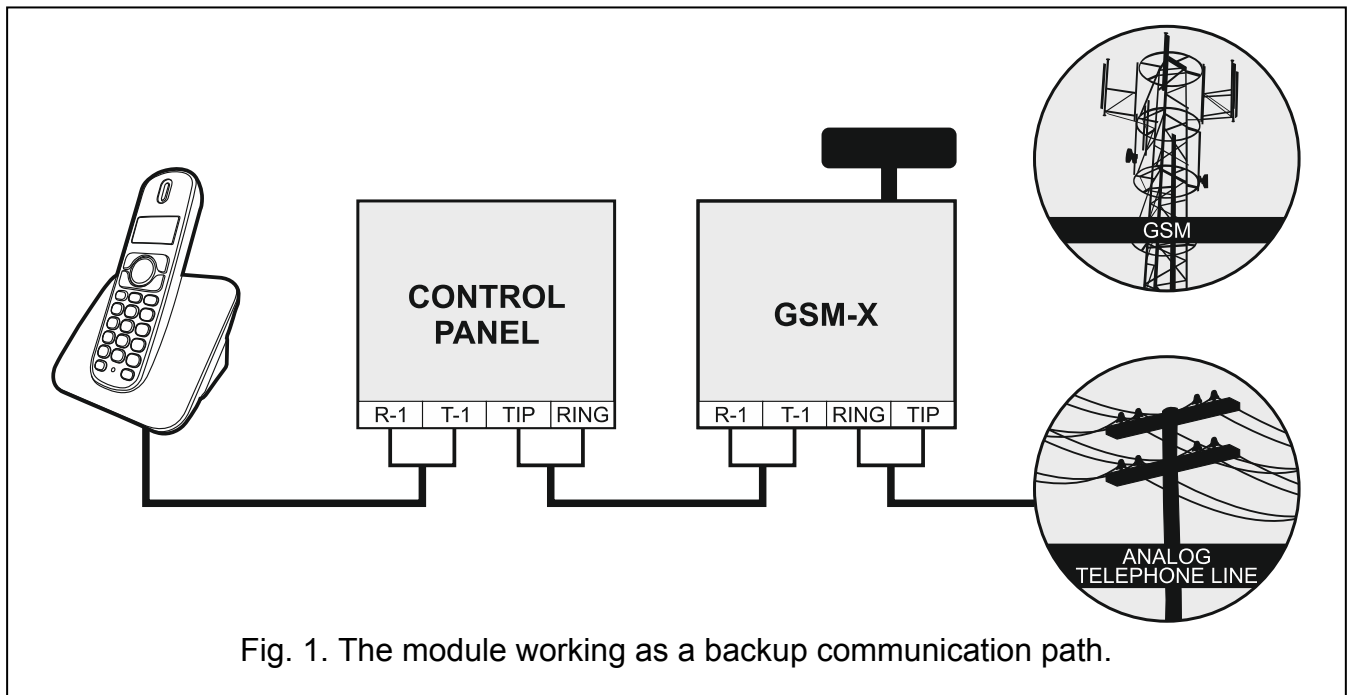 GSM
CONTROL
PANEL
R-1 T-1 TIP RING
GSM-X
R-1 T-1 RING TIP
ANALOG
TELEPHONE LINE
Fig. 1. The module working as a backup communication path.